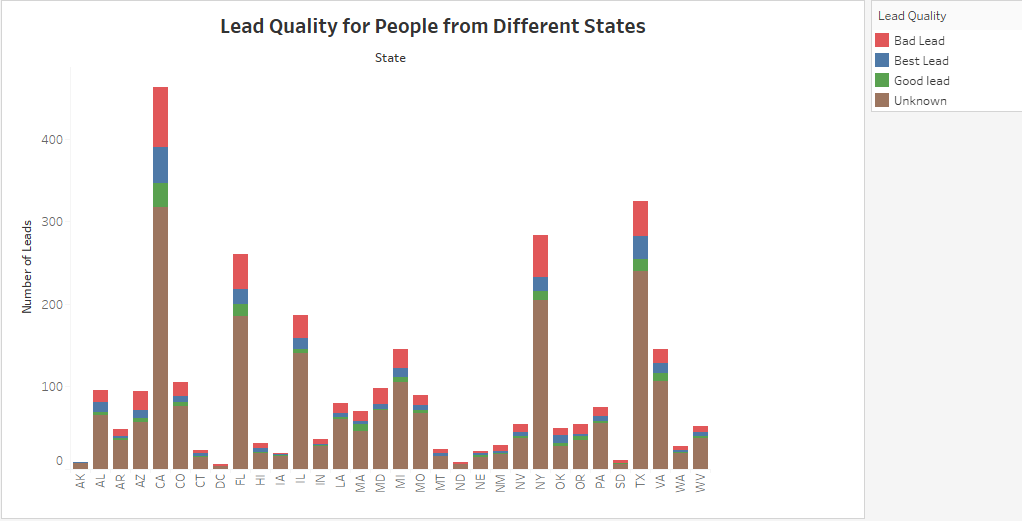 Lead Quality for People from Different States
State
Number of Leads
400
300
200
100
0
AK
AL
AR
AZ
CA
CO
CT
DC
FL
HI
IA
IL
IN
LA
MA
MD
MI
MO
MT
ND
NE
NM
NV
NY
OK
OR
PA
SD
TX
VA
WA
WV
Lead Quality
Bad Lead
Best Lead
Good lead
Unknown